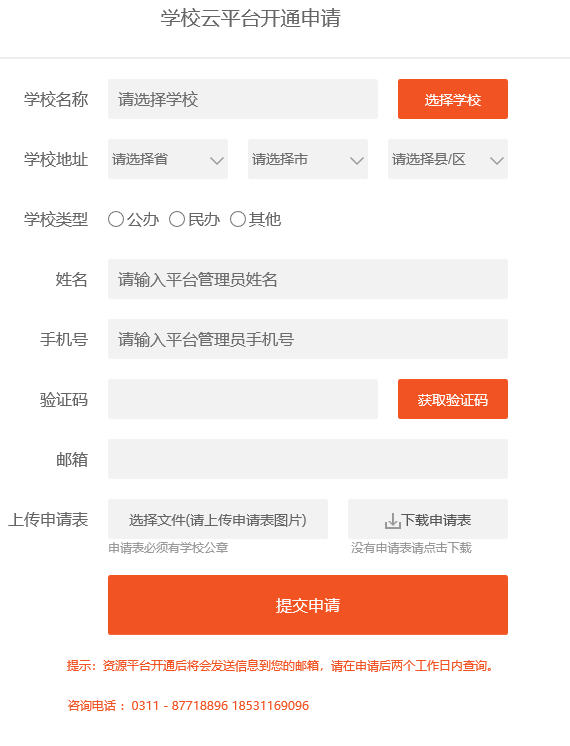 学校云平台开通申请
学校名称 请选择学校 选择学校
学校地址 请选择省 请选择市 请选择县/区
学校类型 公办 民办 其他
姓名 请输入平台管理员姓名
手机号 请输入平台管理员手机号
验证码 获取验证码
邮箱
上传申请表 选择文件(请上传申请表图片) 下载申请表
申请表必须有学校公章 没有申请表请点击下载
提交申请
提示：资源平台开通后将会发送信息到您的邮箱，请在申请后两个工作日内查询。
咨询电话 ：0311 - 87718896 18531169096